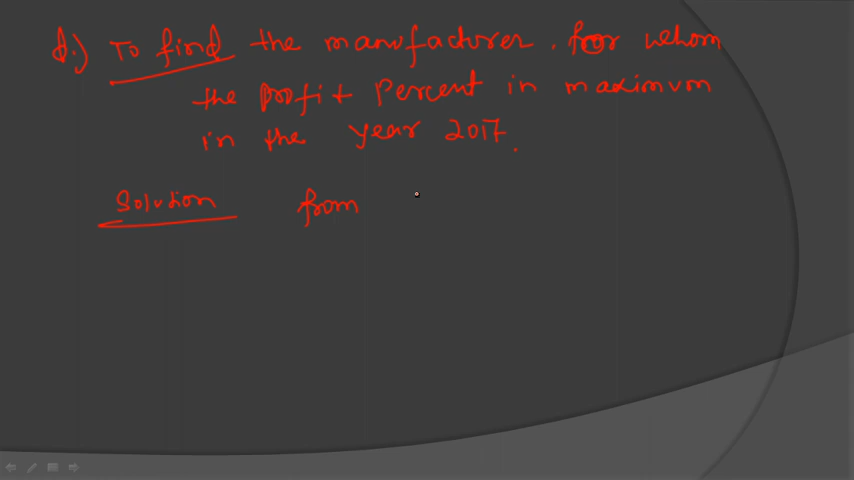 d.) To find the manufacturer. for whom
the profit percent in maximum
in the year 2017.
Solution from